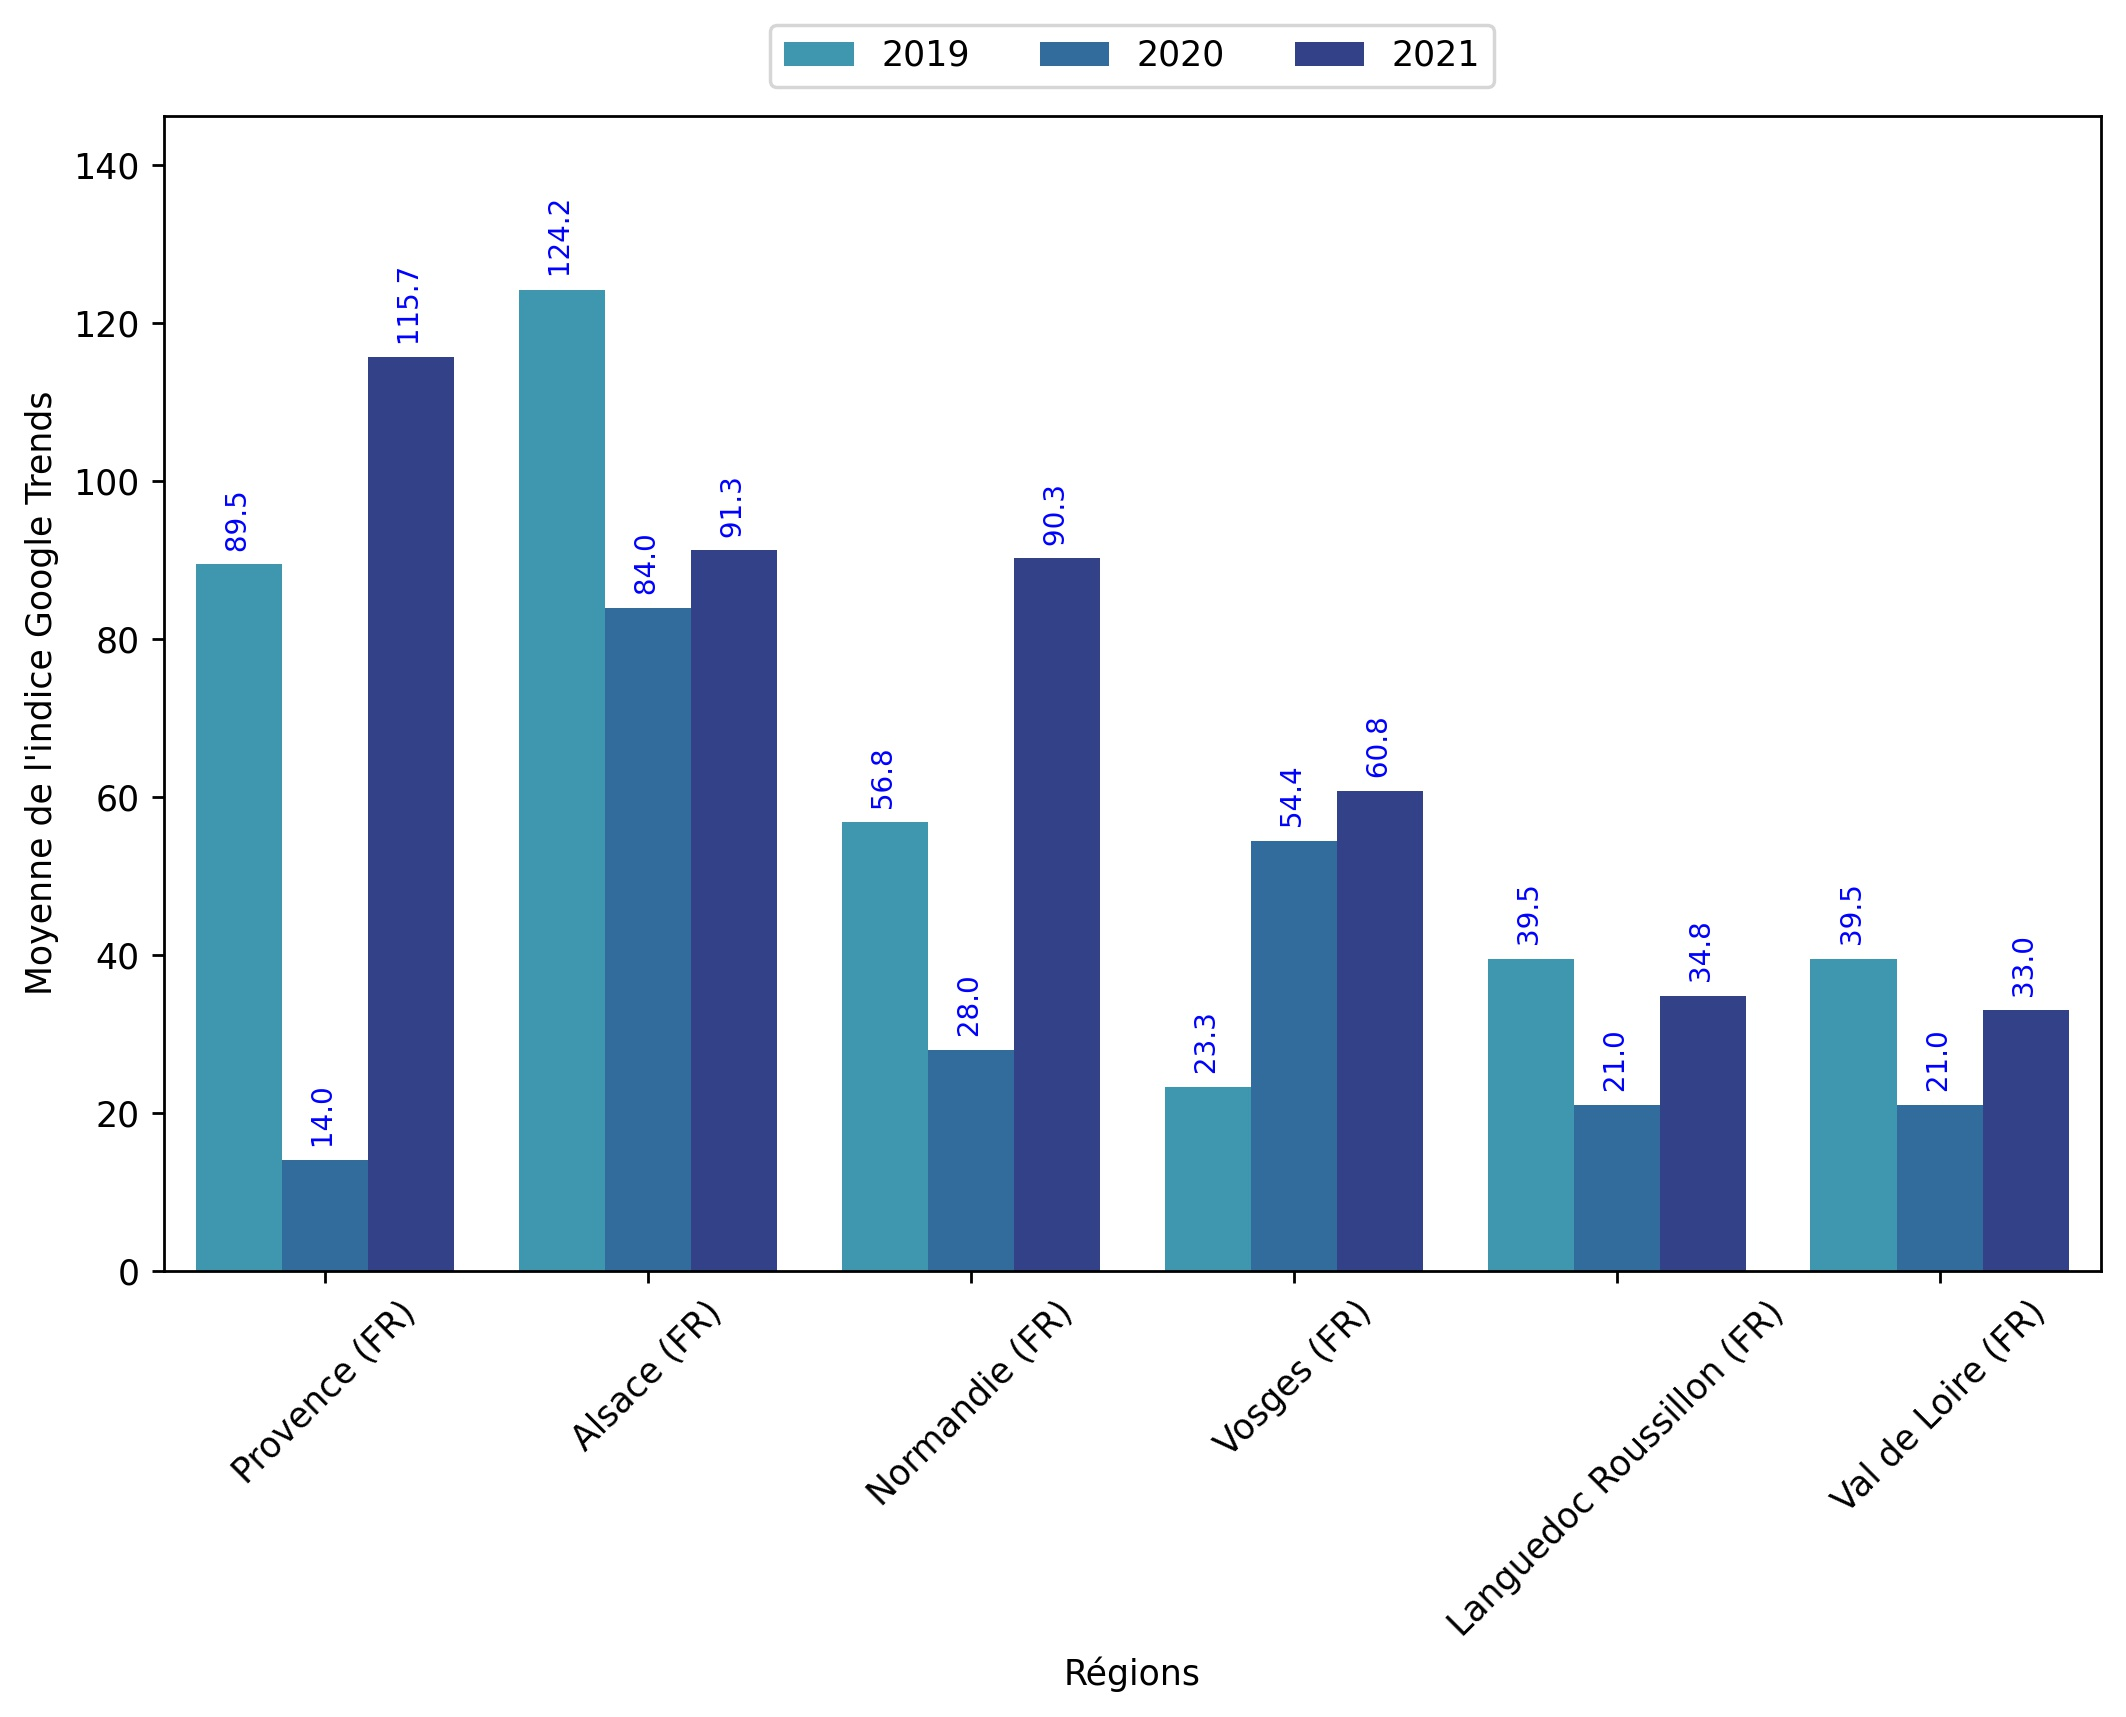 2019 2020 2021
Moyenne de l'indice Google Trends
140
120
100
80
60
40
20
0
89.5
14.0
115.7
124.2
84.0
91.3
56.8
28.0
90.3
23.3
54.4
60.8
39.5
21.0
34.8
39.5
21.0
33.0
Provence (FR)
Alsace (FR)
Normandie (FR)
Vosges (FR)
Languedoc Roussillon (FR)
Val de Loire (FR)
Régions